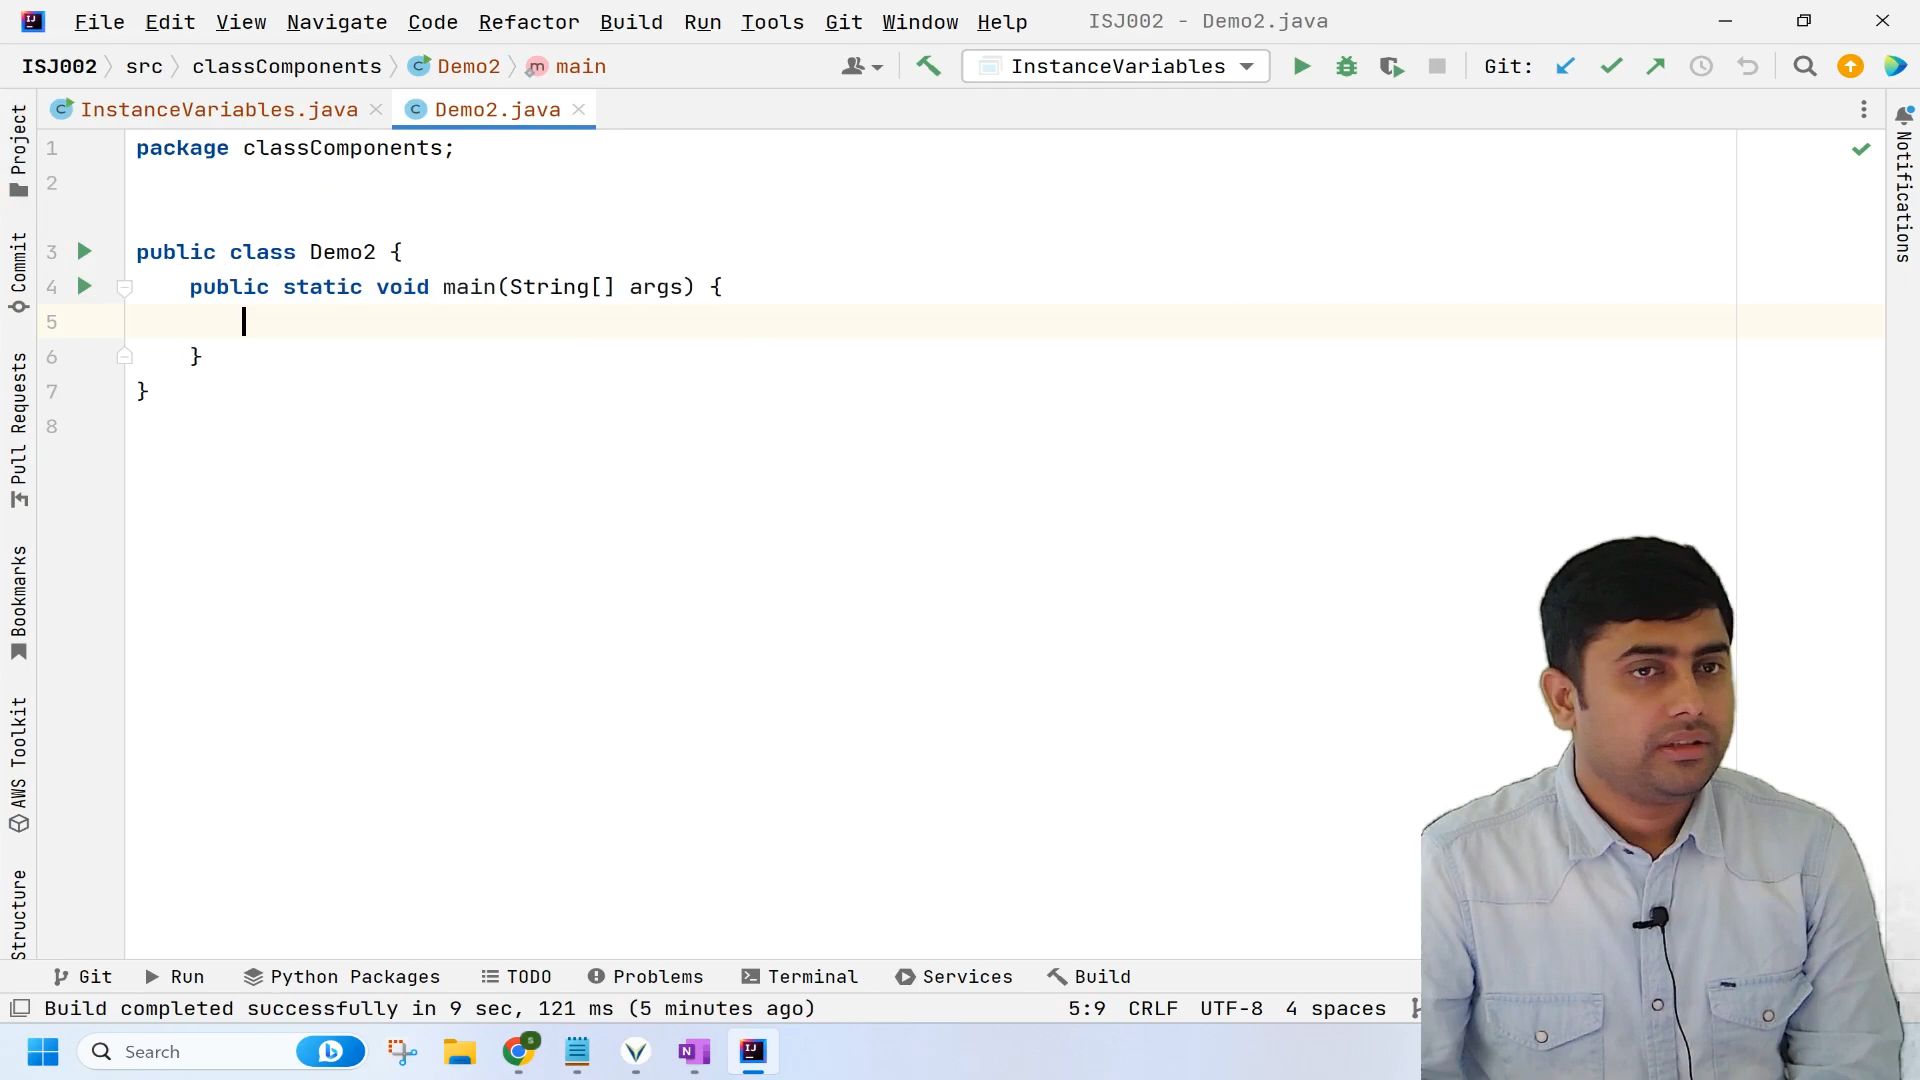 File Edit View Navigate Code Refactor Build Run Tools Git Window Help ISJ002 - Demo2.java
ISJ002 src classComponents Demo2 main InstanceVariables Git:
InstanceVariables.java Demo2.java
1 package classComponents;
2
3 public class Demo2 {
4 public static void main(String[] args) {
5
6 }
7 }
8
Project
Commit
Pull Requests
Bookmarks
AWS Toolkit
Structure
Notifications
Git Run Python Packages TODO Problems Terminal Services Build
Build completed successfully in 9 sec, 121 ms (5 minutes ago) 5:9 CRLF UTF-8 4 spaces
Search